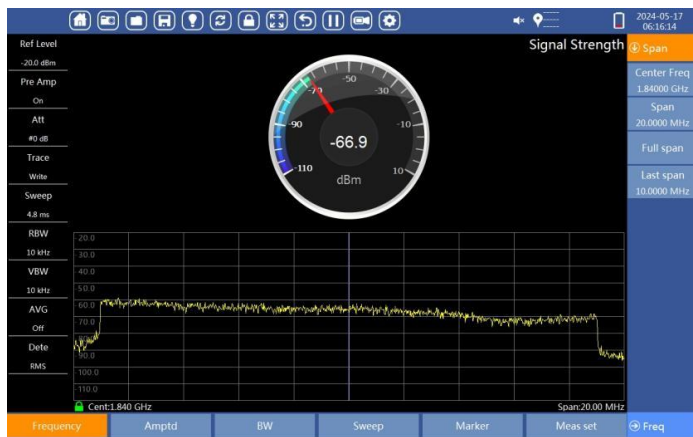 2024-05-17
06:16:14
Ref Level
-20.0 dBm
Pre Amp
On
Att
#0 dB
Trace
Write
Sweep
4.8 ms
RBW
10 kHz
VBW
10 kHz
AVG
Off
Dete
RMS
Signal Strength
-50
-70
-30
-90
-10
-66.9
-110
10
dBm
-20.0
-30.0
-40.0
-50.0
-60.0
-70.0
-90.0
-100.0
-110.0
Cent:1.840 GHz
Span:20.00 MHz
Span
Center Freq
1.84000 GHz
Span
20.0000 MHz
Full span
Last span
10.0000 MHz
Frequency
Amptd
BW
Sweep
Marker
Meas set
Freq